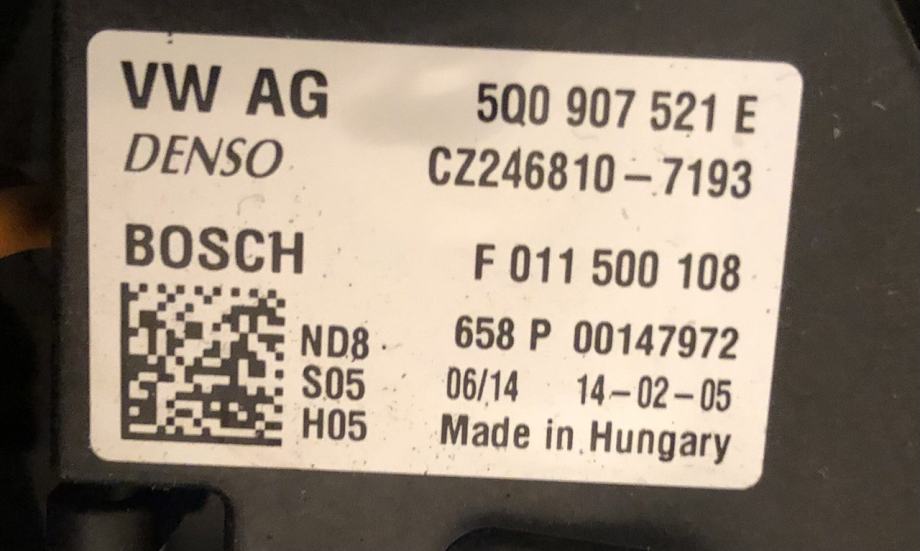 VW AG 5Q0 907 521 E
DENSO CZ246810-7193
BOSCH F 011 500 108
ND8 658 P 00147972
S05 06/14 14-02-05
H05 Made in Hungary